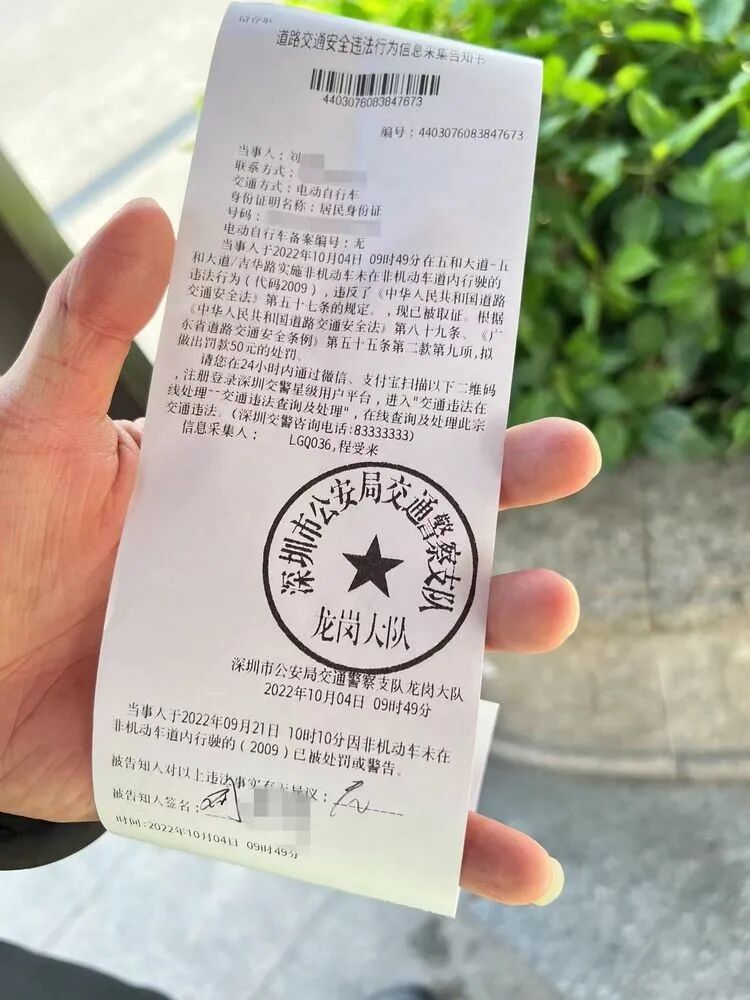 道路交通安全违法行为信息采集告知书
4403076083847673
编号：4403076083847673
当事人：刘
联系方式：
交通方式：电动自行车
身份证明名称：居民身份证
号码：
电动自行车备案编号：无
当事人于2022年10月04日 09时49分在五和大道-五
和大道/吉华路实施非机动车未在非机动车道内行驶的
违法行为（代码2009），违反了《中华人民共和国道路
交通安全法》第五十七条的规定。，现已被取证。根据
《中华人民共和国道路交通安全法》第八十九条、《广
东省道路交通安全条例》第五十五条第二款第九项，拟
做出罚款50元的处罚。
请您在24小时内通过微信、支付宝扫描以下二维码
，注册登录深圳交警星级用户平台，进入"交通违法在
线处理--交通违法查询及处理"，在线查询及处理此宗
交通违法。(深圳交警咨询电话:83333333)
信息采集人： LGQ036,程受来
深圳市公安局交通警察支队
龙岗大队
深圳市公安局交通警察支队龙岗大队
2022年10月04日 09时49分
当事人于2022年09月21日 10时10分因非机动车未在
非机动车道内行驶的（2009）已被处罚或警告。
被告知人对以上违法事实有无异议：无
被告知人签名：刘
时间:2022年10月04日 09时49分